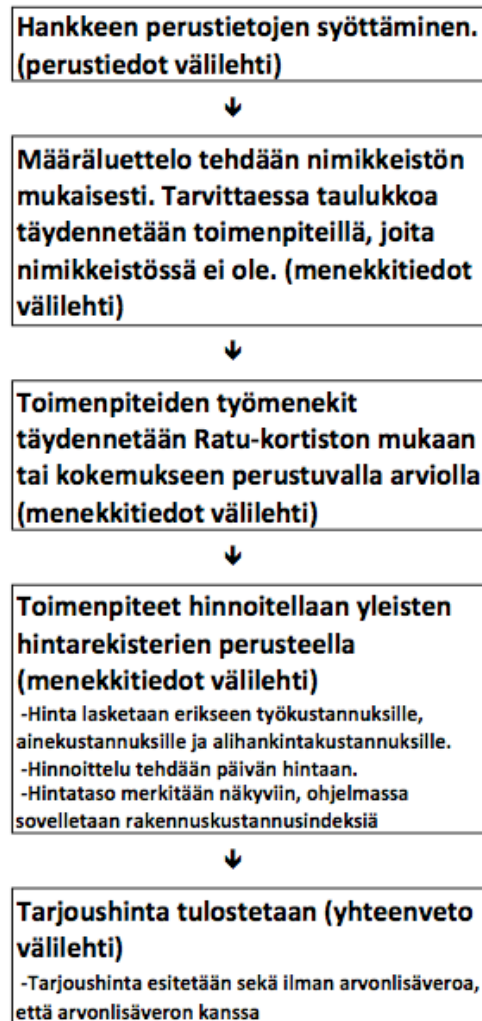 Hankkeen perustietojen syöttäminen.
(perustiedot välilehti)
↓
Määräluettelo tehdään nimikkeistön
mukaisesti. Tarvittaessa taulukkoa
täydennetään toimenpiteillä, joita
nimikkeistössä ei ole. (menekkitiedot
välilehti)
↓
Toimenpiteiden työmenekit
täydennetään Ratu-kortiston mukaan
tai kokemukseen perustuvalla arviolla
(menekkitiedot välilehti)
↓
Toimenpiteet hinnoitellaan yleisten
hintarekisterien perusteella
(menekkitiedot välilehti)
-Hinta lasketaan erikseen työkustannuksille,
ainekustannuksille ja alihankintakustannuksille.
-Hinnoittelu tehdään päivän hintaan.
-Hintataso merkitään näkyviin, ohjelmassa
sovelletaan rakennuskustannusindeksiä
↓
Tarjoushinta tulostetaan (yhteenveto
välilehti)
-Tarjoushinta esitetään sekä ilman arvonlisäveroa,
että arvonlisäveron kanssa